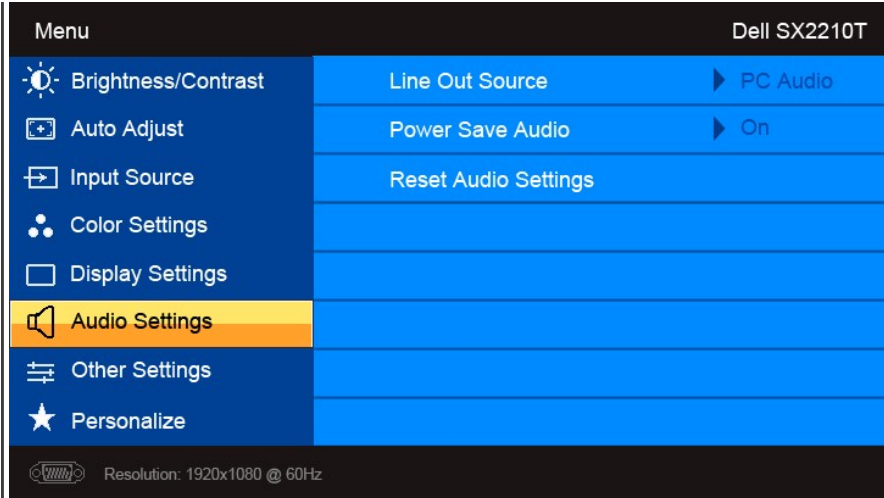 Menu Dell SX2210T
Brightness/Contrast Line Out Source PC Audio
Auto Adjust Power Save Audio On
Input Source Reset Audio Settings
Color Settings
Display Settings
Audio Settings
Other Settings
Personalize
Resolution: 1920x1080 @ 60Hz